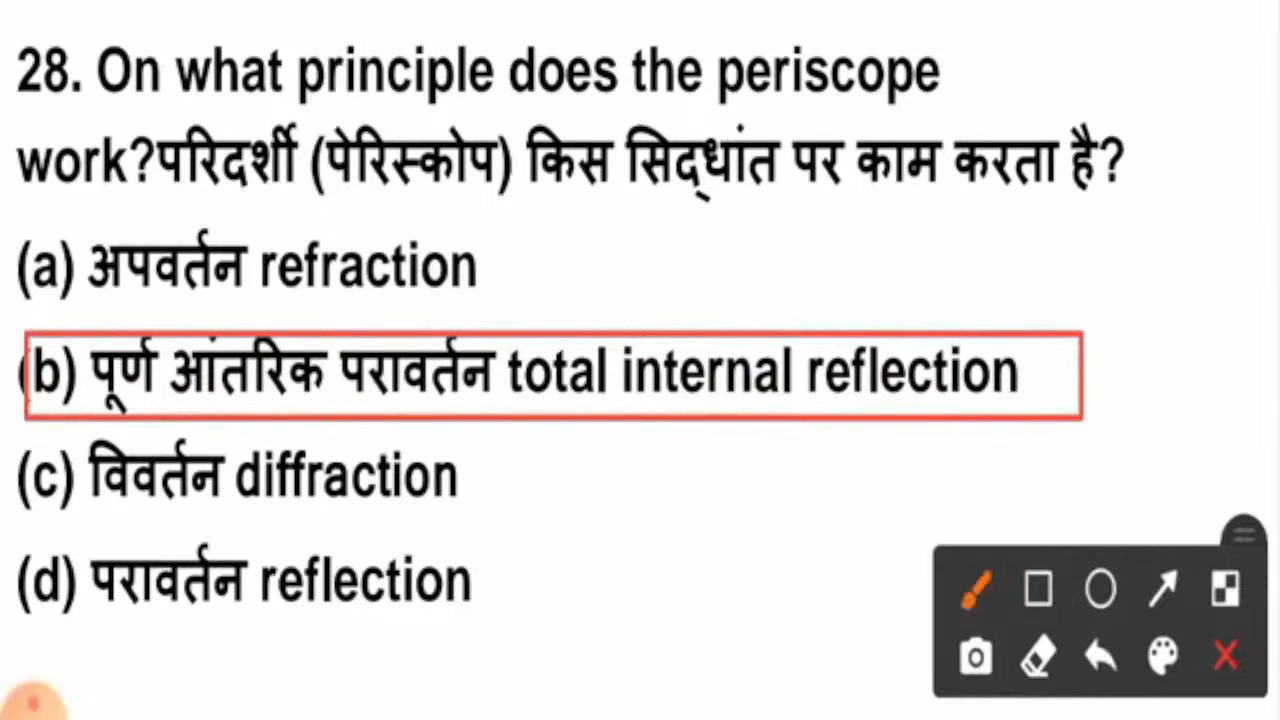 28. On what principle does the periscope
work?परिदर्शी (पेरिस्कोप) किस सिद्धांत पर काम करता है?
(a) अपवर्तन refraction
(b) पूर्ण आंतरिक परावर्तन total internal reflection
(c) विवर्तन diffraction
(d) परावर्तन reflection